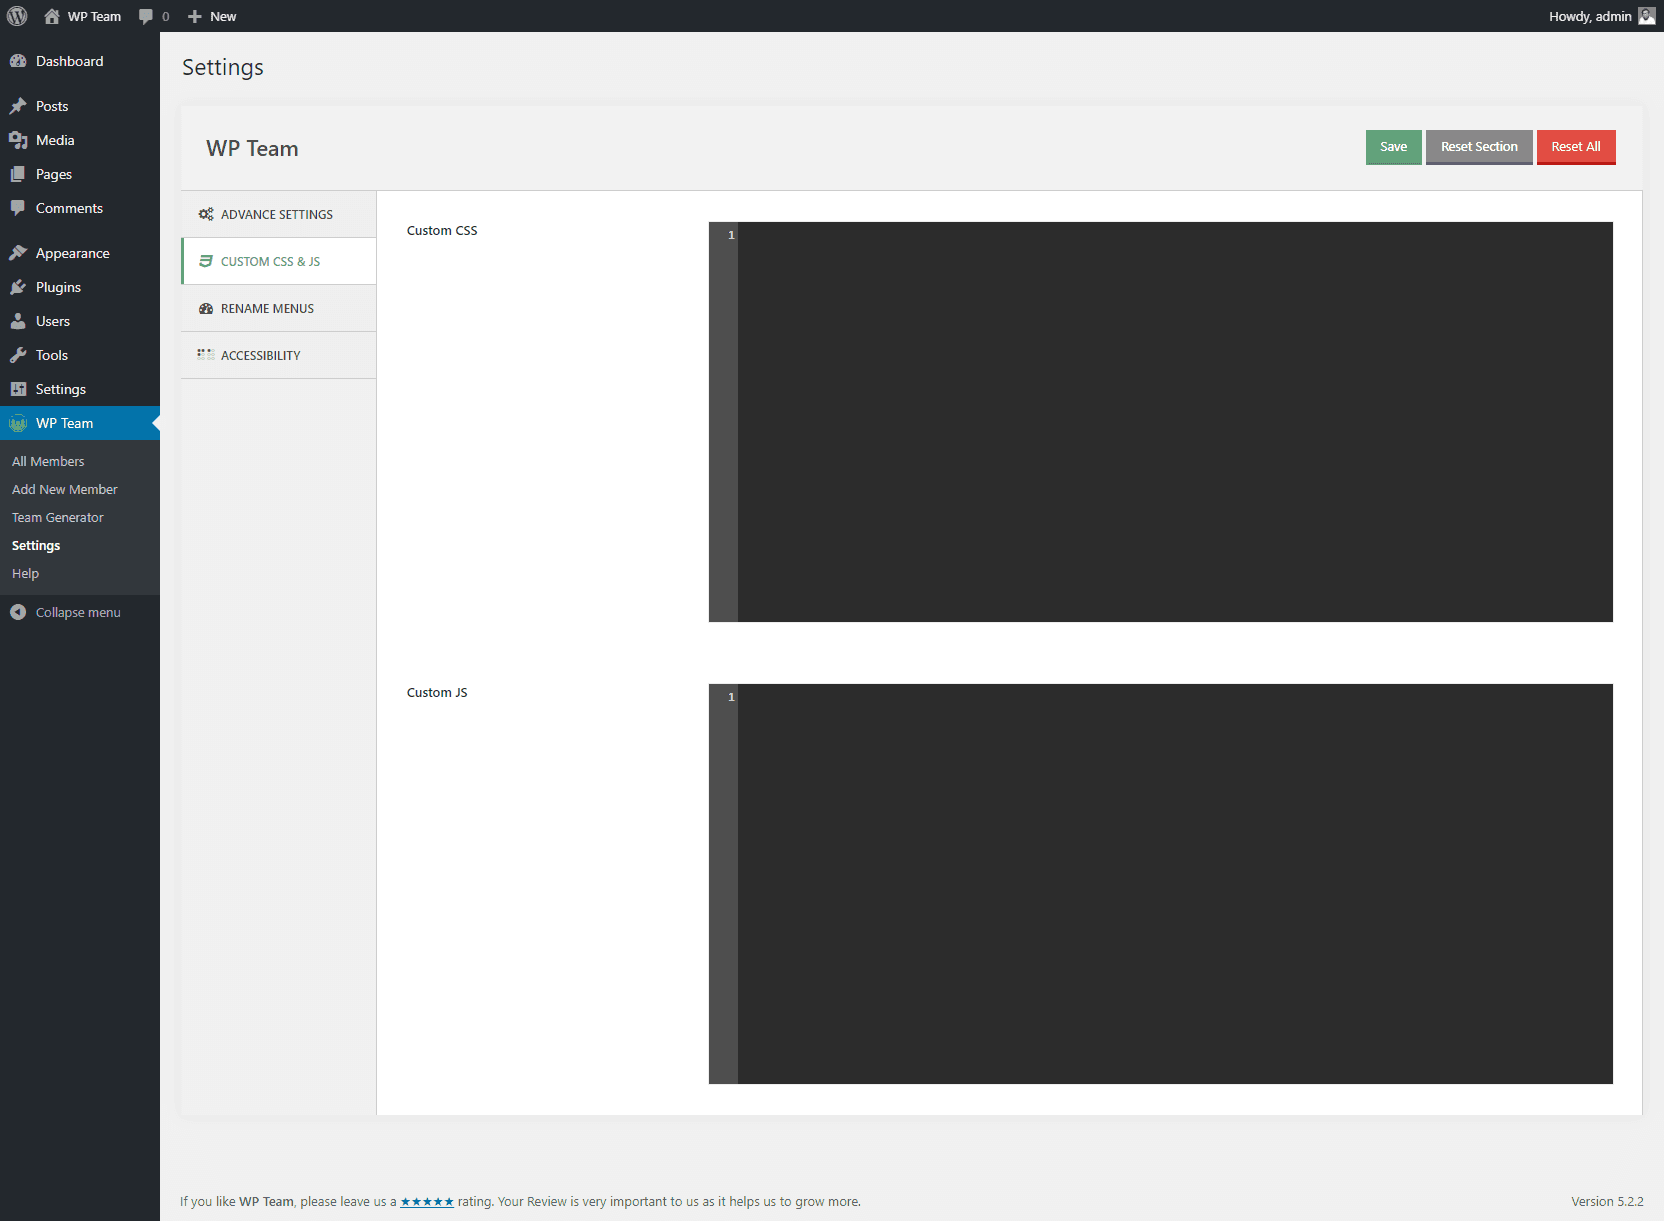 WP Team 0 New Howdy, admin
Dashboard
Posts
Media
Pages
Comments
Appearance
Plugins
Users
Tools
Settings
WP Team
All Members
Add New Member
Team Generator
Settings
Help
Collapse menu
Settings
WP Team
Save Reset Section Reset All
ADVANCE SETTINGS
CUSTOM CSS & JS
RENAME MENUS
ACCESSIBILITY
Custom CSS
1
Custom JS
1
If you like WP Team, please leave us a ★★★★★ rating. Your Review is very important to us as it helps us to grow more.
Version 5.2.2